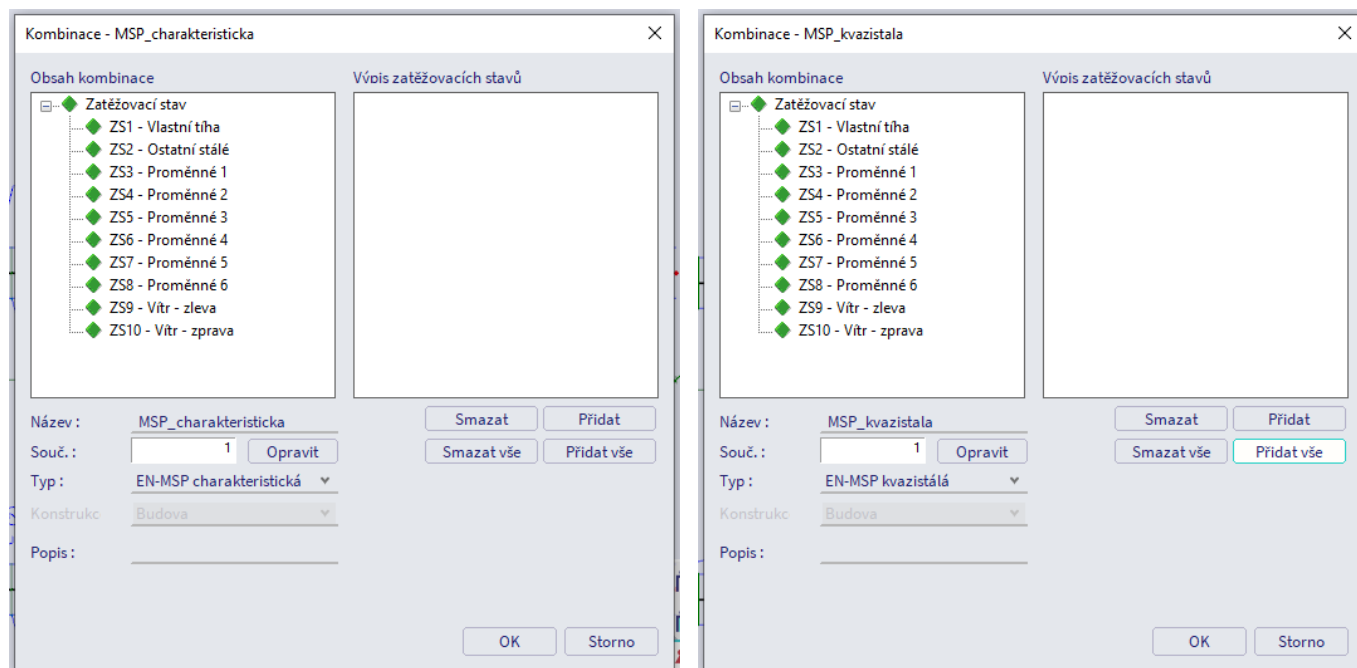 Kombinace - MSP_charakteristicka
Obsah kombinace
Výpis zatěžovacích stavů
Zatěžovací stav
ZS1 - Vlastní tíha
ZS2 - Ostatní stálé
ZS3 - Proměnné 1
ZS4 - Proměnné 2
ZS5 - Proměnné 3
ZS6 - Proměnné 4
ZS7 - Proměnné 5
ZS8 - Proměnné 6
ZS9 - Vítr - zleva
ZS10 - Vítr - zprava
Název : MSP_charakteristicka
Smazat Přidat
Souč. : 1 Opravit
Smazat vše Přidat vše
Typ : EN-MSP charakteristická
Konstrukc Budova
Popis :
OK Storno
Kombinace - MSP_kvazistala
Obsah kombinace
Výpis zatěžovacích stavů
Zatěžovací stav
ZS1 - Vlastní tíha
ZS2 - Ostatní stálé
ZS3 - Proměnné 1
ZS4 - Proměnné 2
ZS5 - Proměnné 3
ZS6 - Proměnné 4
ZS7 - Proměnné 5
ZS8 - Proměnné 6
ZS9 - Vítr - zleva
ZS10 - Vítr - zprava
Název : MSP_kvazistala
Smazat Přidat
Souč. : 1 Opravit
Smazat vše Přidat vše
Typ : EN-MSP kvazistálá
Konstrukc Budova
Popis :
OK Storno